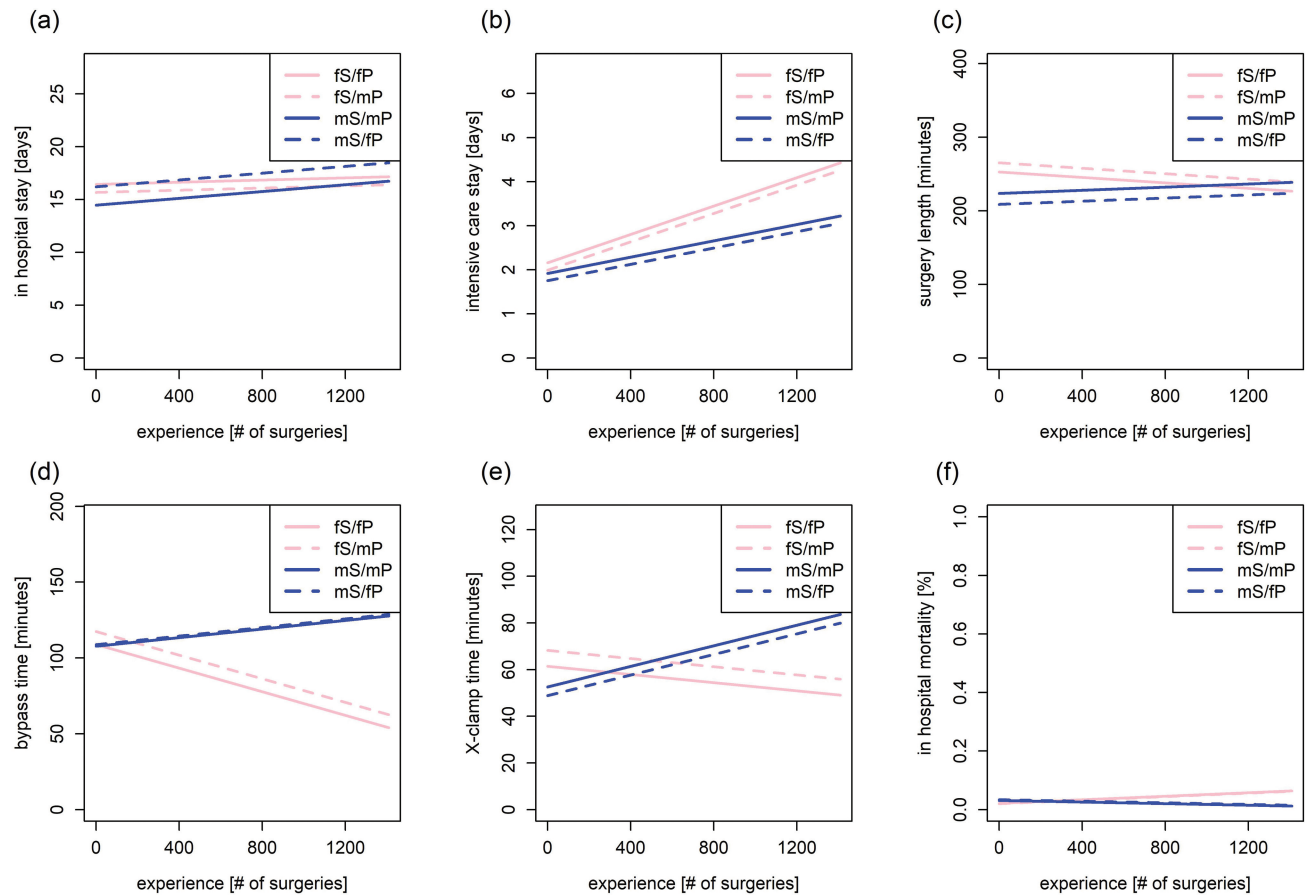 (a)
in hospital stay [days]
0
5
10
15
20
25
0
400
800
1200
experience [# of surgeries]
fS/fP
fS/mP
mS/mP
mS/fP
(b)
intensive care stay [days]
0
1
2
3
4
5
6
0
400
800
1200
experience [# of surgeries]
fS/fP
fS/mP
mS/mP
mS/fP
(c)
surgery length [minutes]
0
100
200
300
400
0
400
800
1200
experience [# of surgeries]
fS/fP
fS/mP
mS/mP
mS/fP
(d)
bypass time [minutes]
0
50
100
150
200
0
400
800
1200
experience [# of surgeries]
fS/fP
fS/mP
mS/mP
mS/fP
(e)
X-clamp time [minutes]
0
20
40
60
80
100
120
0
400
800
1200
experience [# of surgeries]
fS/fP
fS/mP
mS/mP
mS/fP
(f)
in hospital mortality [%]
0.0
0.2
0.4
0.6
0.8
1.0
0
400
800
1200
experience [# of surgeries]
fS/fP
fS/mP
mS/mP
mS/fP